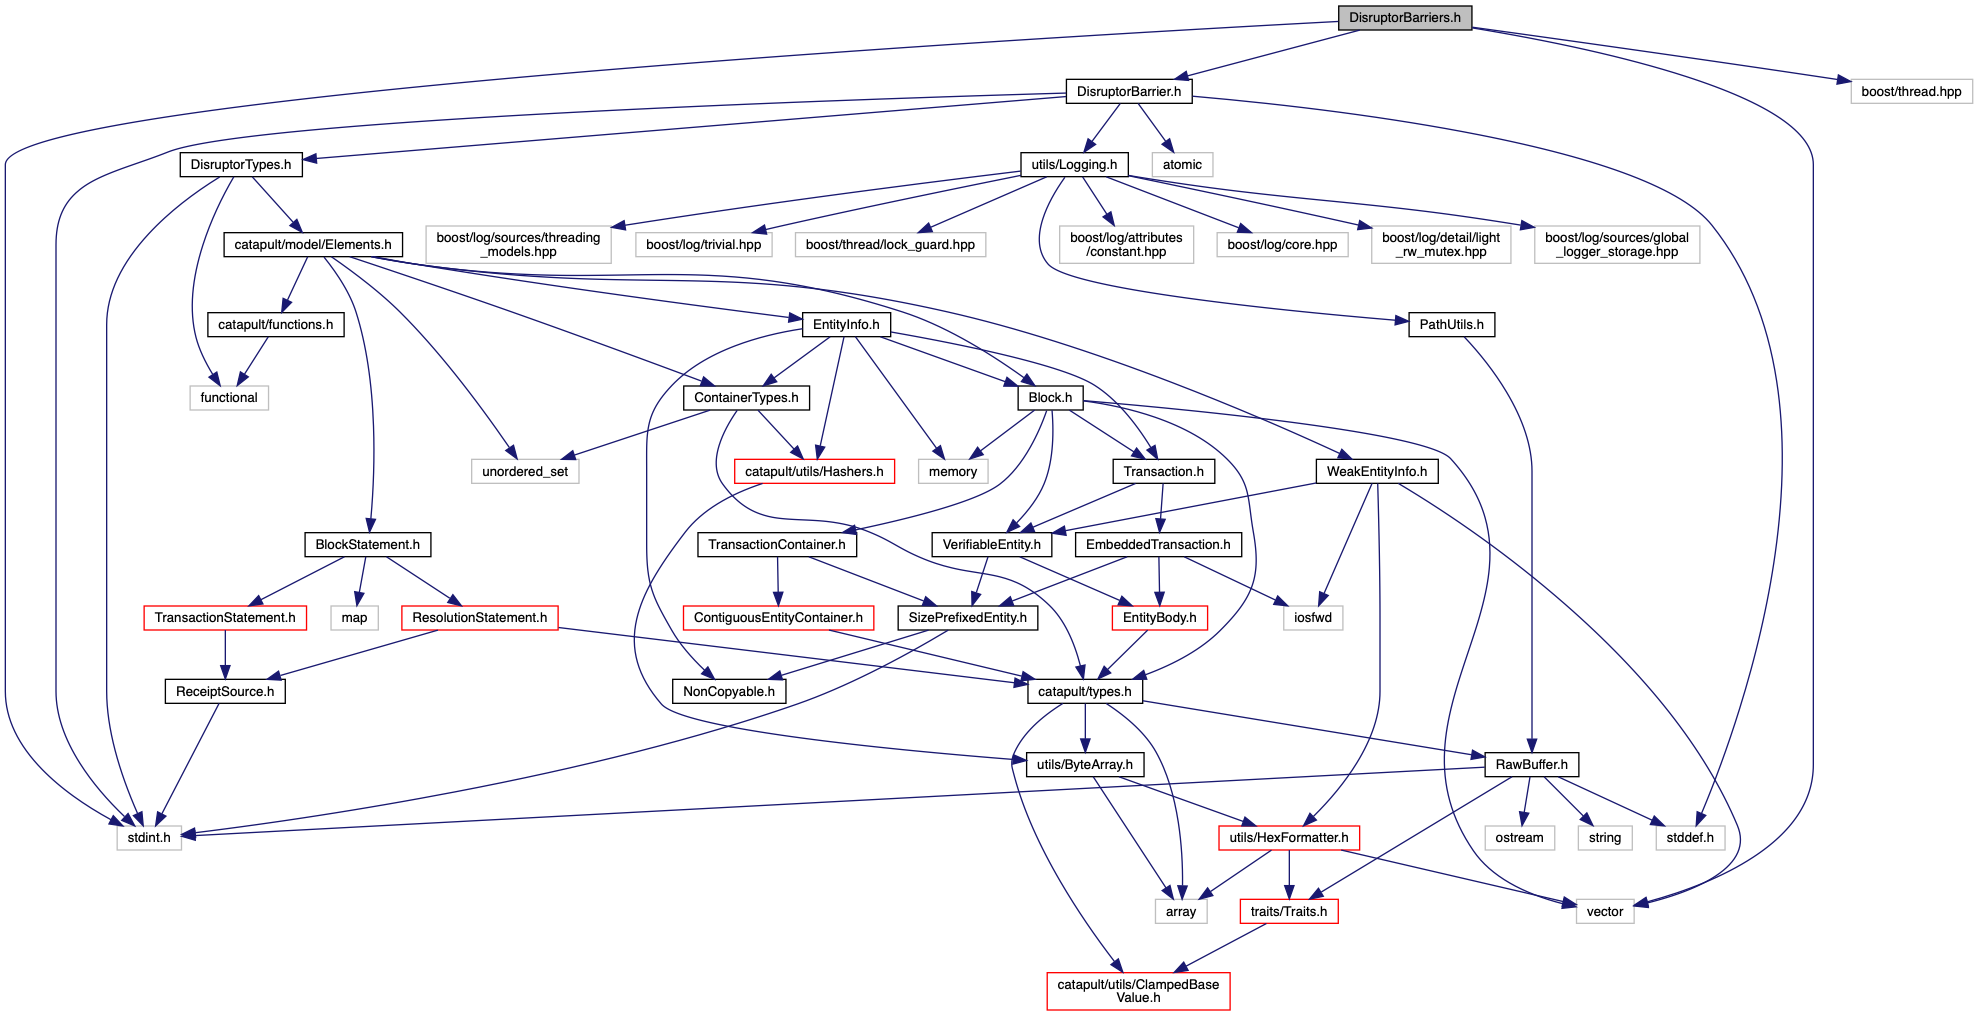 DisruptorBarriers.h
DisruptorBarrier.h
boost/thread.hpp
DisruptorTypes.h
utils/Logging.h
atomic
catapult/model/Elements.h
boost/log/sources/threading
_models.hpp
boost/log/trivial.hpp
boost/thread/lock_guard.hpp
boost/log/attributes
/constant.hpp
boost/log/core.hpp
boost/log/detail/light
_rw_mutex.hpp
boost/log/sources/global
_logger_storage.hpp
catapult/functions.h
EntityInfo.h
PathUtils.h
functional
ContainerTypes.h
Block.h
unordered_set
catapult/utils/Hashers.h
memory
Transaction.h
WeakEntityInfo.h
BlockStatement.h
TransactionContainer.h
VerifiableEntity.h
EmbeddedTransaction.h
TransactionStatement.h
map
ResolutionStatement.h
ContiguousEntityContainer.h
SizePrefixedEntity.h
EntityBody.h
iosfwd
ReceiptSource.h
NonCopyable.h
catapult/types.h
utils/ByteArray.h
RawBuffer.h
stdint.h
utils/HexFormatter.h
ostream
string
stddef.h
array
traits/Traits.h
vector
catapult/utils/ClampedBase
Value.h